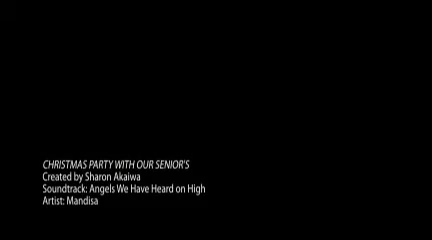 CHRISTMAS PARTY WITH OUR SENIOR'S
Created by Sharon Akaiwa
Soundtrack: Angels We Have Heard on High
Artist: Mandisa